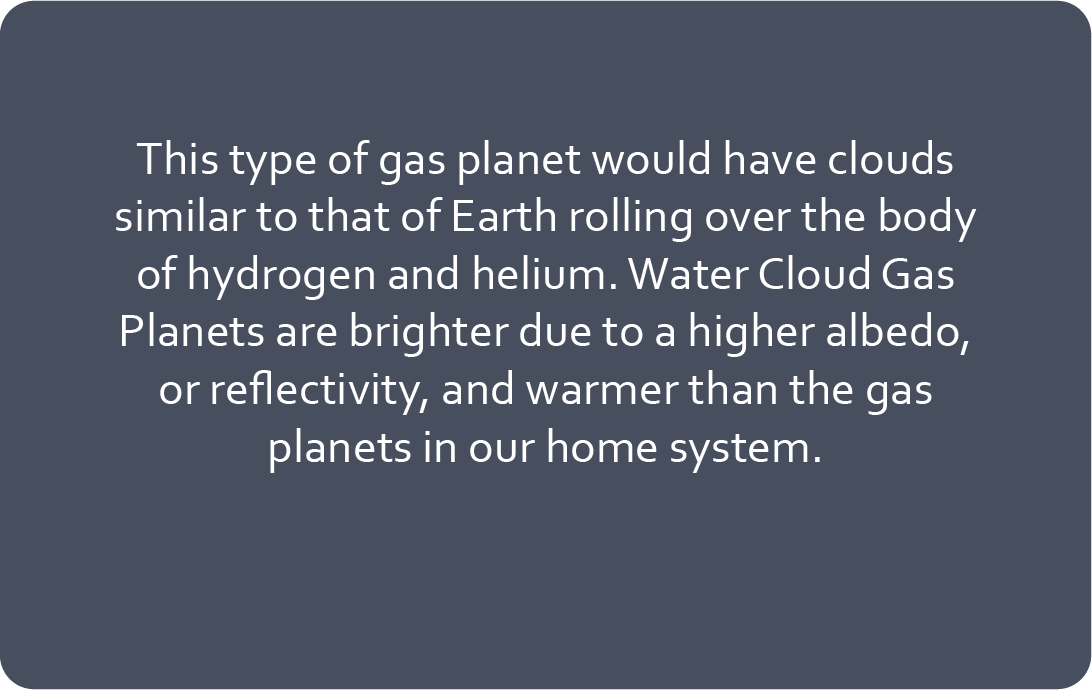 This type of gas planet would have clouds
similar to that of Earth rolling over the body
of hydrogen and helium. Water Cloud Gas
Planets are brighter due to a higher albedo,
or reflectivity, and warmer than the gas
planets in our home system.